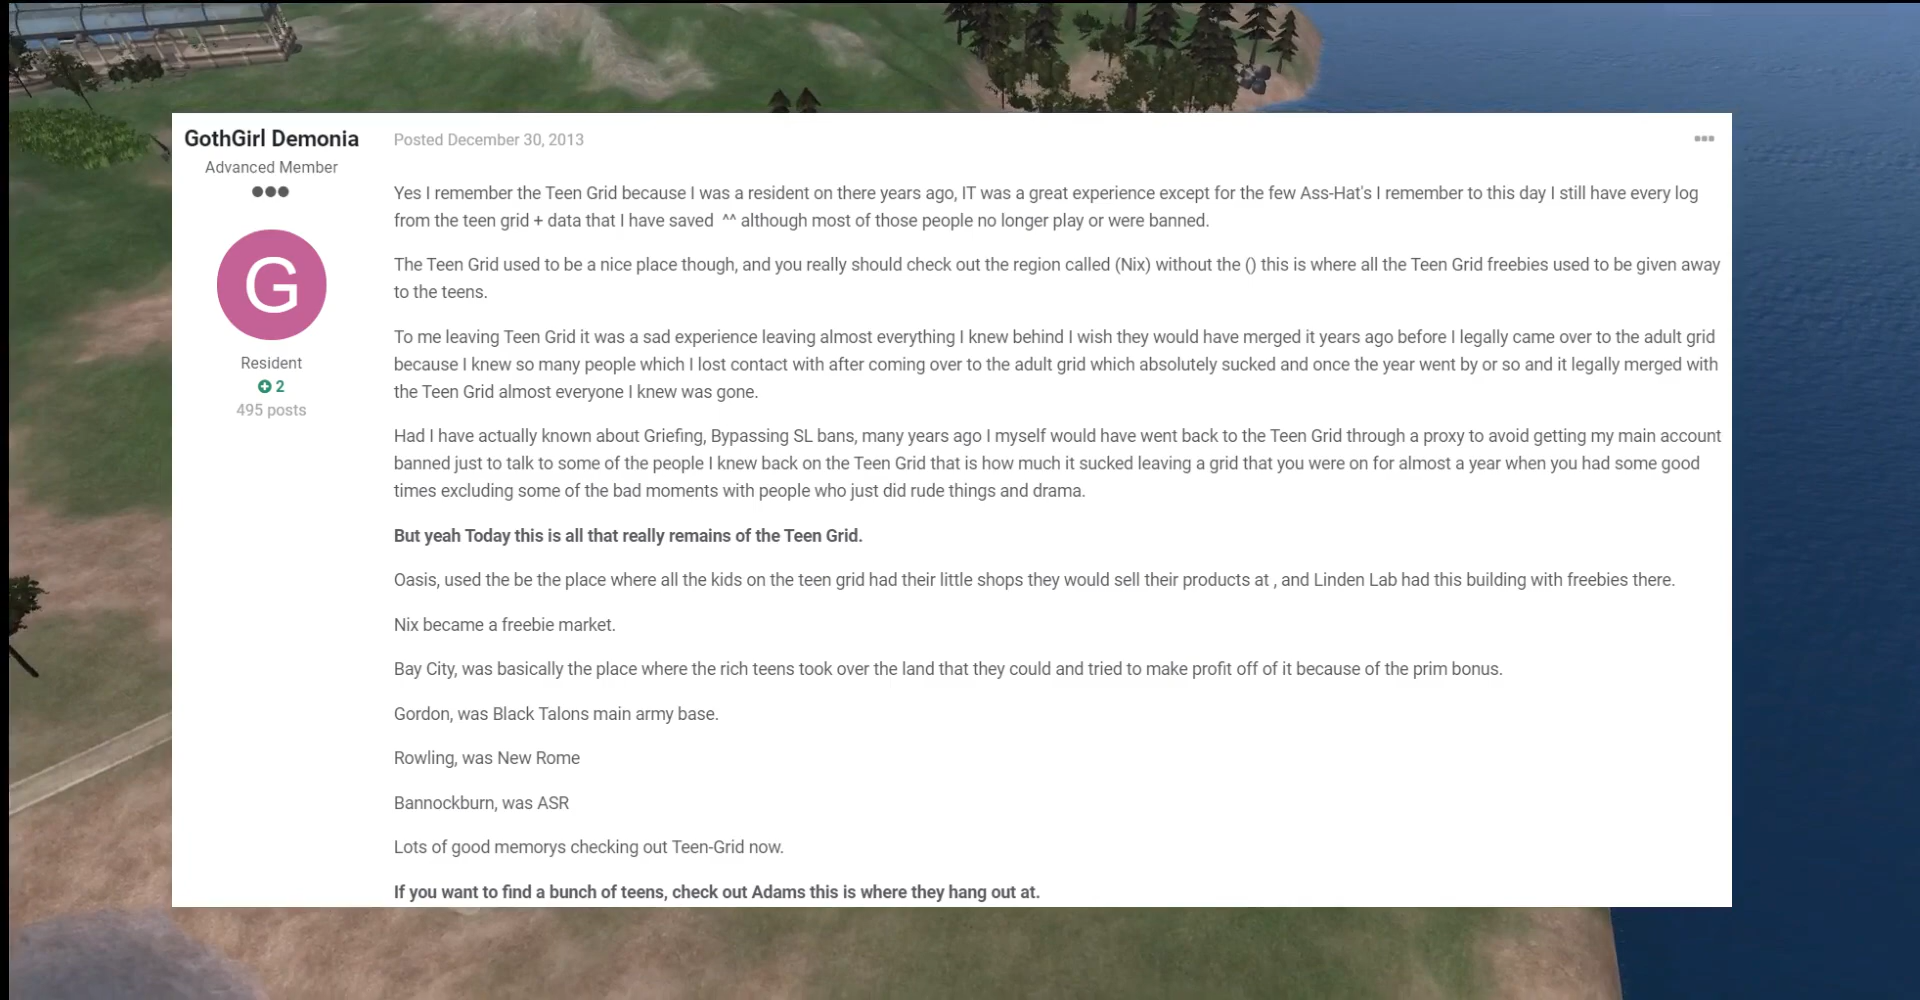 GothGirl Demonia
Advanced Member
G
Resident
2
495 posts
Posted December 30, 2013
Yes I remember the Teen Grid because I was a resident on there years ago, IT was a great experience except for the few Ass-Hat's I remember to this day I still have every log
from the teen grid + data that I have saved ^^ although most of those people no longer play or were banned.
The Teen Grid used to be a nice place though, and you really should check out the region called (Nix) without the () this is where all the Teen Grid freebies used to be given away
to the teens.
To me leaving Teen Grid it was a sad experience leaving almost everything I knew behind I wish they would have merged it years ago before I legally came over to the adult grid
because I knew so many people which I lost contact with after coming over to the adult grid which absolutely sucked and once the year went by or so and it legally merged with
the Teen Grid almost everyone I knew was gone.
Had I have actually known about Griefing, Bypassing SL bans, many years ago I myself would have went back to the Teen Grid through a proxy to avoid getting my main account
banned just to talk to some of the people I knew back on the Teen Grid that is how much it sucked leaving a grid that you were on for almost a year when you had some good
times excluding some of the bad moments with people who just did rude things and drama.
But yeah Today this is all that really remains of the Teen Grid.
Oasis, used the be the place where all the kids on the teen grid had their little shops they would sell their products at , and Linden Lab had this building with freebies there.
Nix became a freebie market.
Bay City, was basically the place where the rich teens took over the land that they could and tried to make profit off of it because of the prim bonus.
Gordon, was Black Talons main army base.
Rowling, was New Rome
Bannockburn, was ASR
Lots of good memorys checking out Teen-Grid now.
If you want to find a bunch of teens, check out Adams this is where they hang out at.